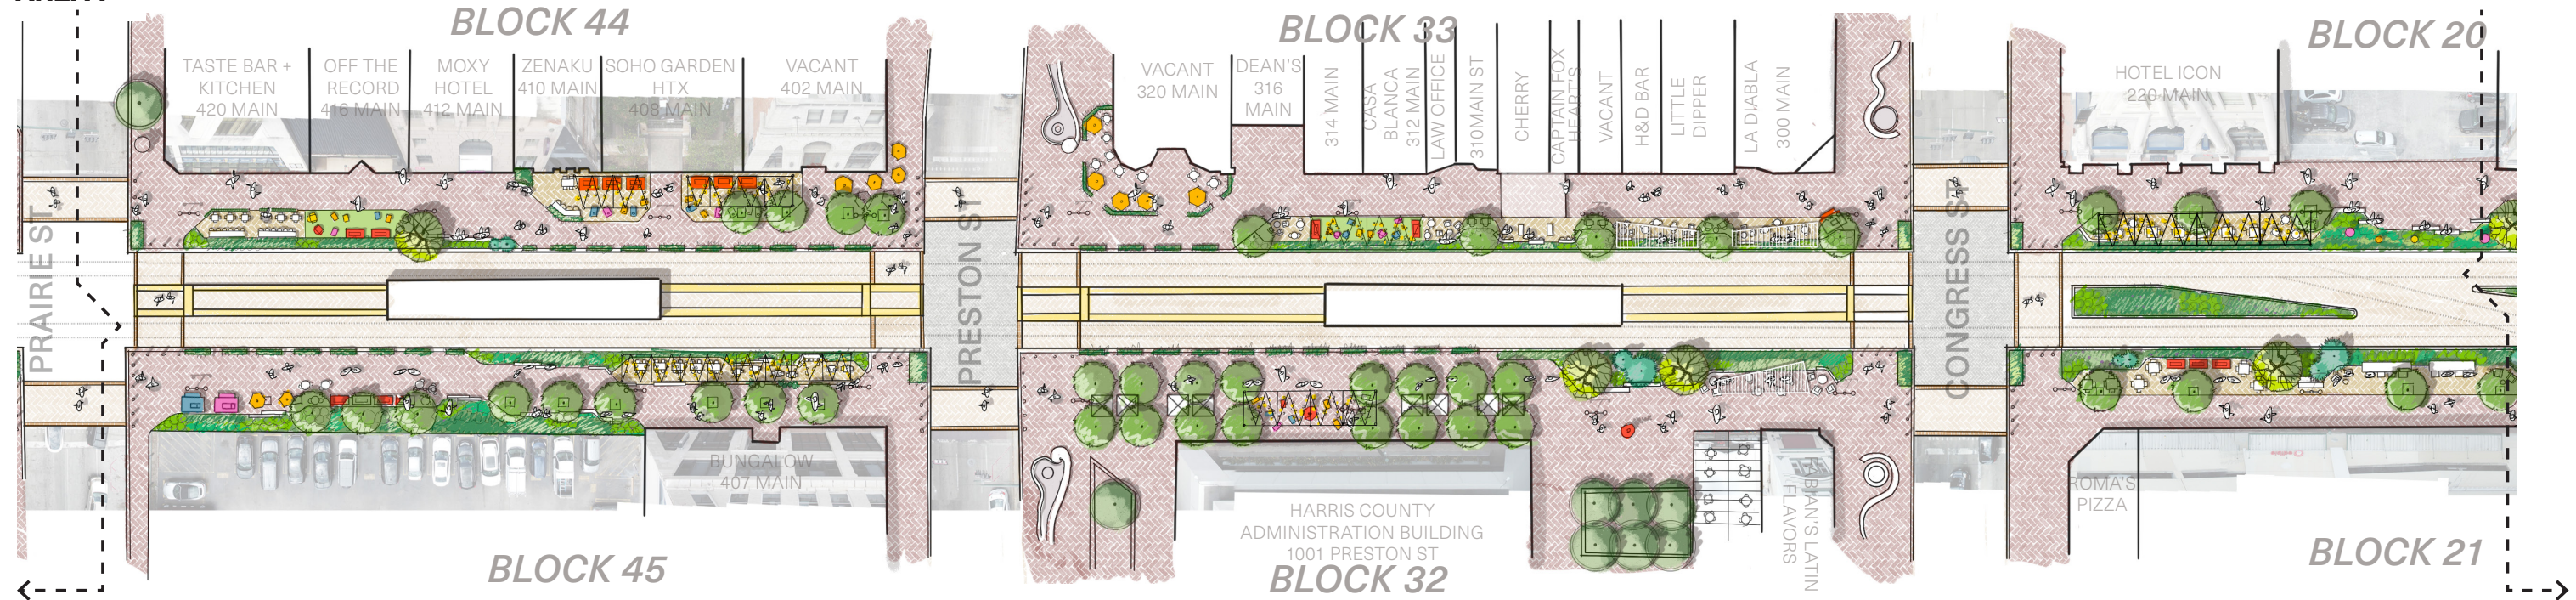 BLOCK 44
BLOCK 33
BLOCK 20
TASTE BAR +
KITCHEN
420 MAIN
OFF THE
RECORD
416 MAIN
MOXY
HOTEL
412 MAIN
ZENAKU
410 MAIN
SOHO GARDEN
HTX
408 MAIN
VACANT
402 MAIN
VACANT
320 MAIN
DEAN'S
316
MAIN
314 MAIN
CASA
BLANCA
312 MAIN
LAW OFFICE
310MAIN ST
CHERRY
CAPTAIN FOX
HEART'S
VACANT
H&D BAR
LITTLE
DIPPER
LA DIABLA
300 MAIN
HOTEL ICON
220 MAIN
PRAIRIE ST
PRESTON ST
CONGRESS ST
BUNGALOW
407 MAIN
HARRIS COUNTY
ADMINISTRATION BUILDING
1001 PRESTON ST
BIAN'S LATIN
FLAVORS
ROMA'S
PIZZA
BLOCK 45
BLOCK 32
BLOCK 21